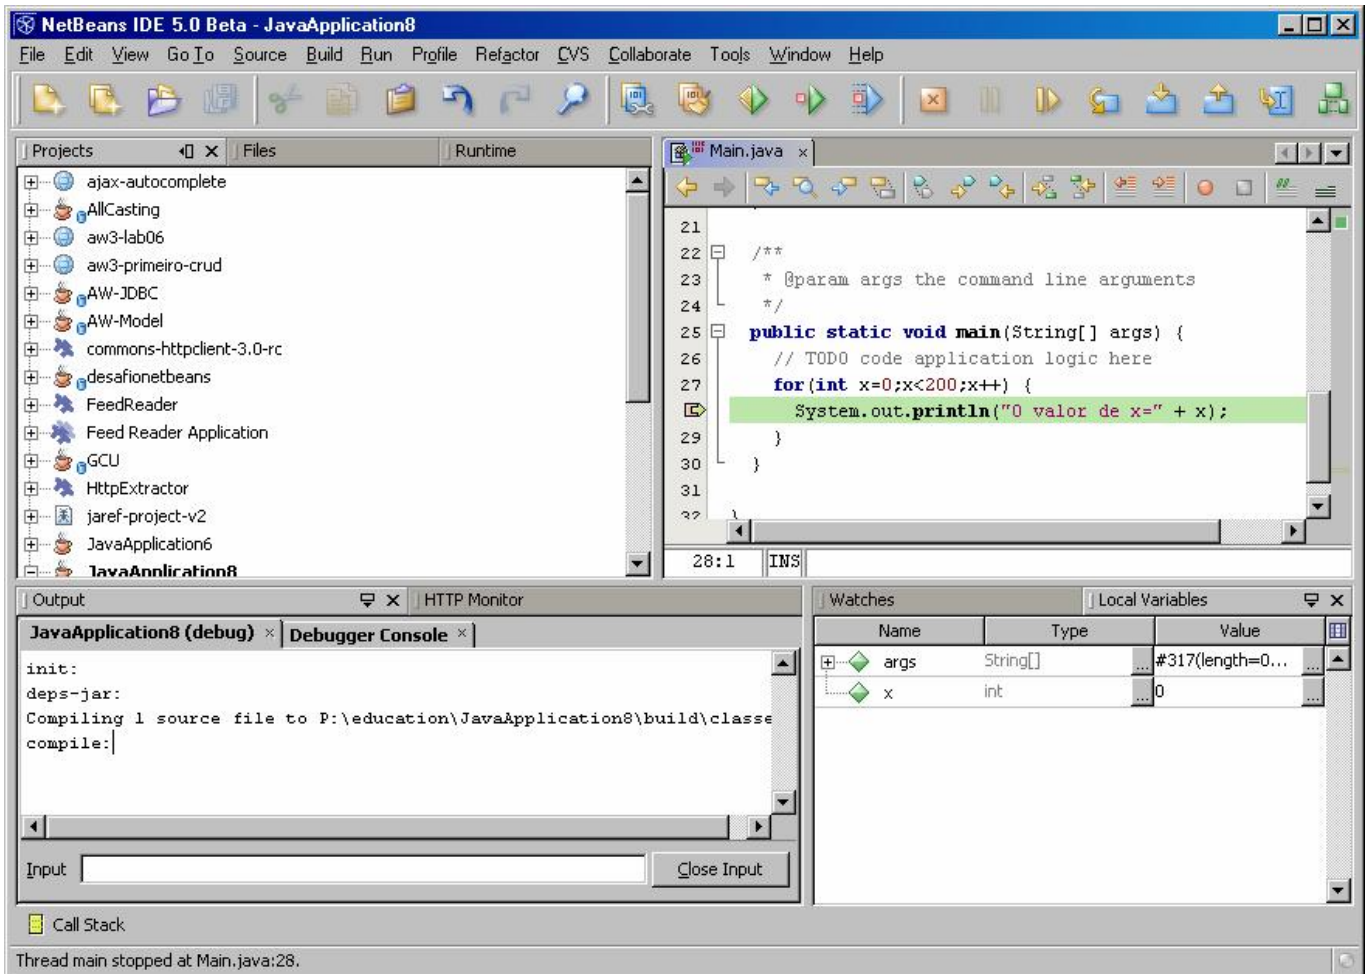 NetBeans IDE 5.0 Beta - JavaApplication8
File Edit View GoTo Source Build Run Profile Refactor CVS Collaborate Tools Window Help
Projects Files Runtime
ajax-autocomplete
AllCasting
aw3-lab06
aw3-primeiro-crud
AW-JDBC
AW-Model
commons-httpclient-3.0-rc
desafionetbeans
FeedReader
Feed Reader Application
GCU
HttpExtractor
jaref-project-v2
JavaApplication6
JavaApplication8
Main.java
21
22 /**
23 * @param args the command line arguments
24 */
25 public static void main(String[] args) {
26 // TODO code application logic here
27 for(int x=0;x<200;x++) {
System.out.println("O valor de x=" + x);
29 }
30 }
31
32 }
28:1 INS
Output HTTP Monitor
JavaApplication8 (debug) Debugger Console
init:
deps-jar:
Compiling 1 source file to P:\education\JavaApplication8\build\classe
compile:
Input Close Input
Watches Local Variables
Name Type Value
args String[] ... #317(length=0... ...
x int ... 0 ...
Call Stack
Thread main stopped at Main.java:28.